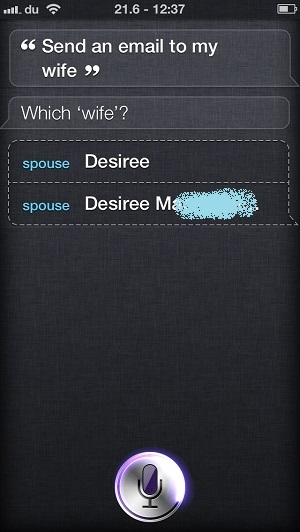 du 21.6 - 12:37
“ Send an email to my
wife ”
Which ‘wife’?
spouse Desiree
spouse Desiree